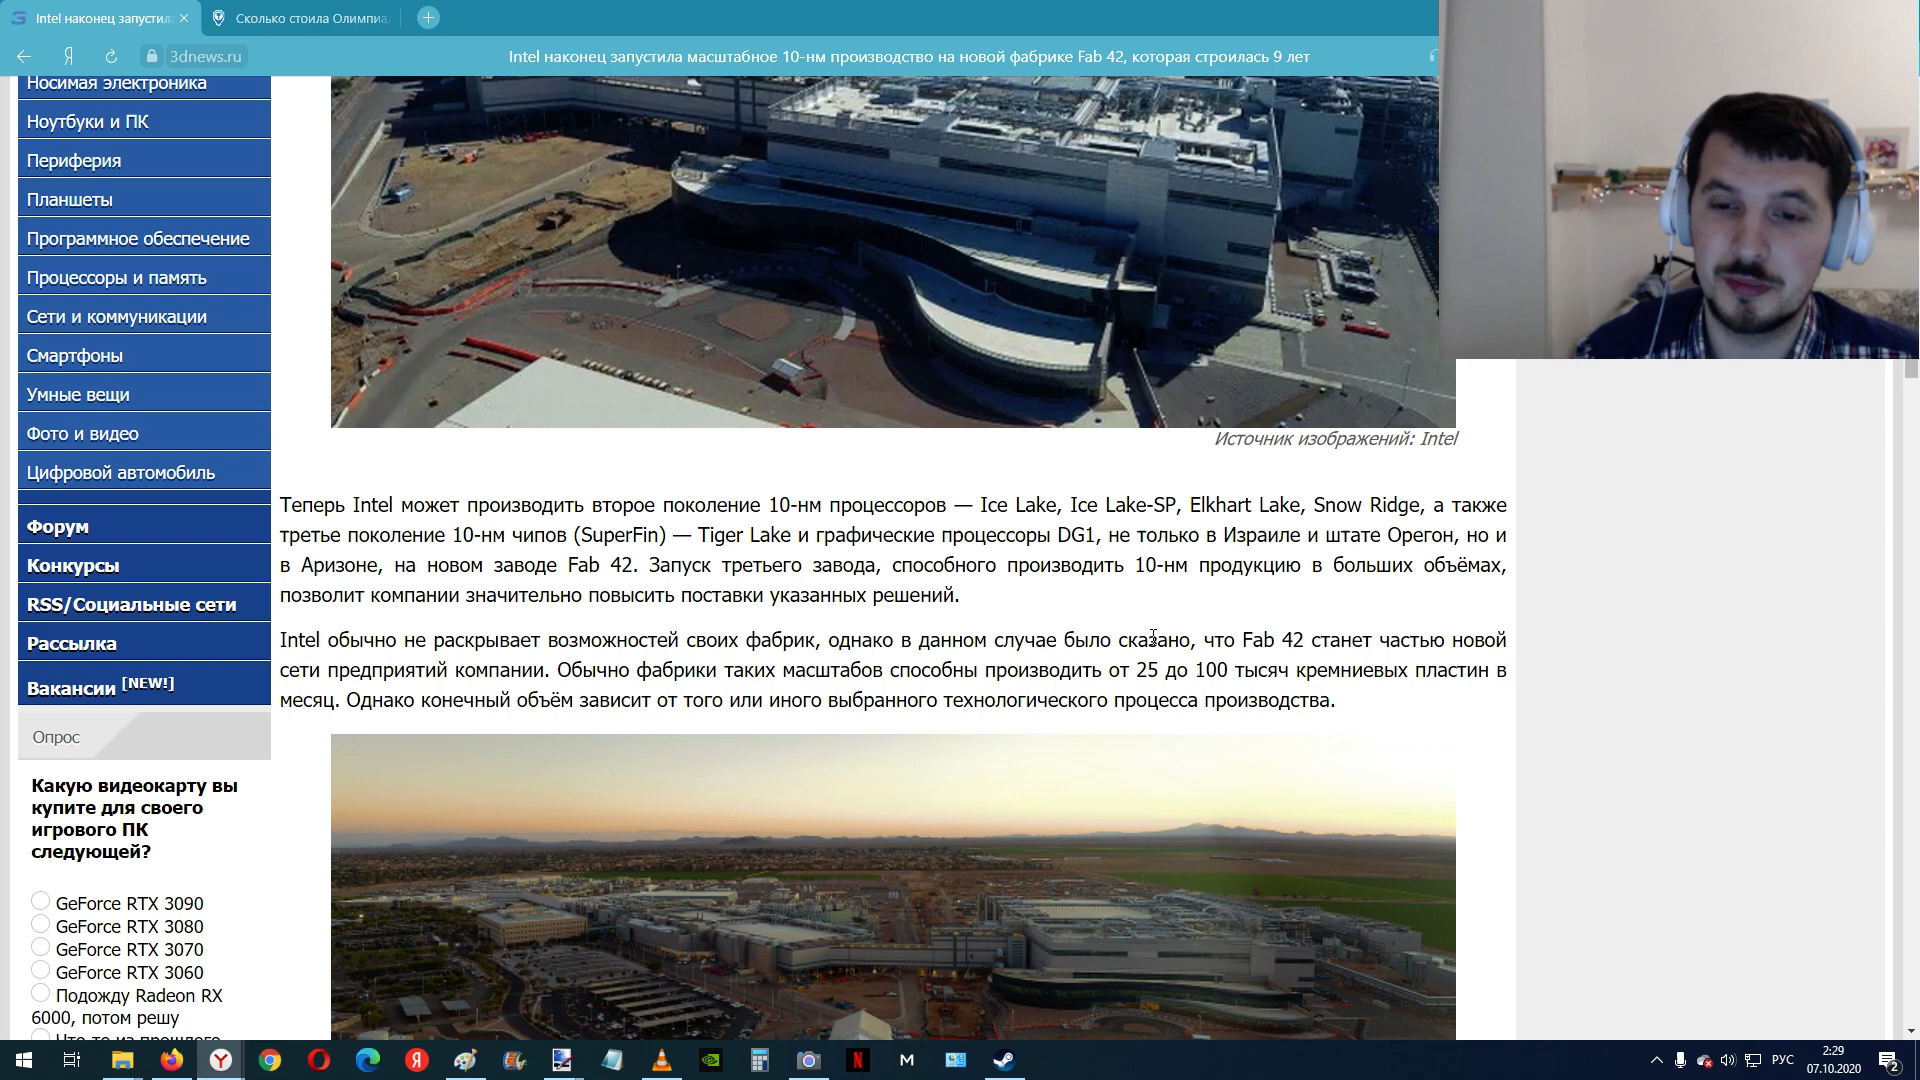 Intel наконец запустила
Сколько стоила Олимпиа
3dnews.ru
Intel наконец запустила масштабное 10-нм производство на новой фабрике Fab 42, которая строилась 9 лет
Носимая электроника
Ноутбуки и ПК
Периферия
Планшеты
Программное обеспечение
Процессоры и память
Сети и коммуникации
Смартфоны
Умные вещи
Фото и видео
Цифровой автомобиль
Форум
Конкурсы
RSS/Социальные сети
Рассылка
Вакансии [NEW!]
Опрос
Какую видеокарту вы
купите для своего
игрового ПК
следующей?
GeForce RTX 3090
GeForce RTX 3080
GeForce RTX 3070
GeForce RTX 3060
Подожду Radeon RX
6000, потом решу
Что-то из прошлого
Источник изображений: Intel
Теперь Intel может производить второе поколение 10-нм процессоров — Ice Lake, Ice Lake-SP, Elkhart Lake, Snow Ridge, а также
третье поколение 10-нм чипов (SuperFin) — Tiger Lake и графические процессоры DG1, не только в Израиле и штате Орегон, но и
в Аризоне, на новом заводе Fab 42. Запуск третьего завода, способного производить 10-нм продукцию в больших объёмах,
позволит компании значительно повысить поставки указанных решений.
Intel обычно не раскрывает возможностей своих фабрик, однако в данном случае было сказано, что Fab 42 станет частью новой
сети предприятий компании. Обычно фабрики таких масштабов способны производить от 25 до 100 тысяч кремниевых пластин в
месяц. Однако конечный объём зависит от того или иного выбранного технологического процесса производства.
РУС
2:29
07.10.2020
2